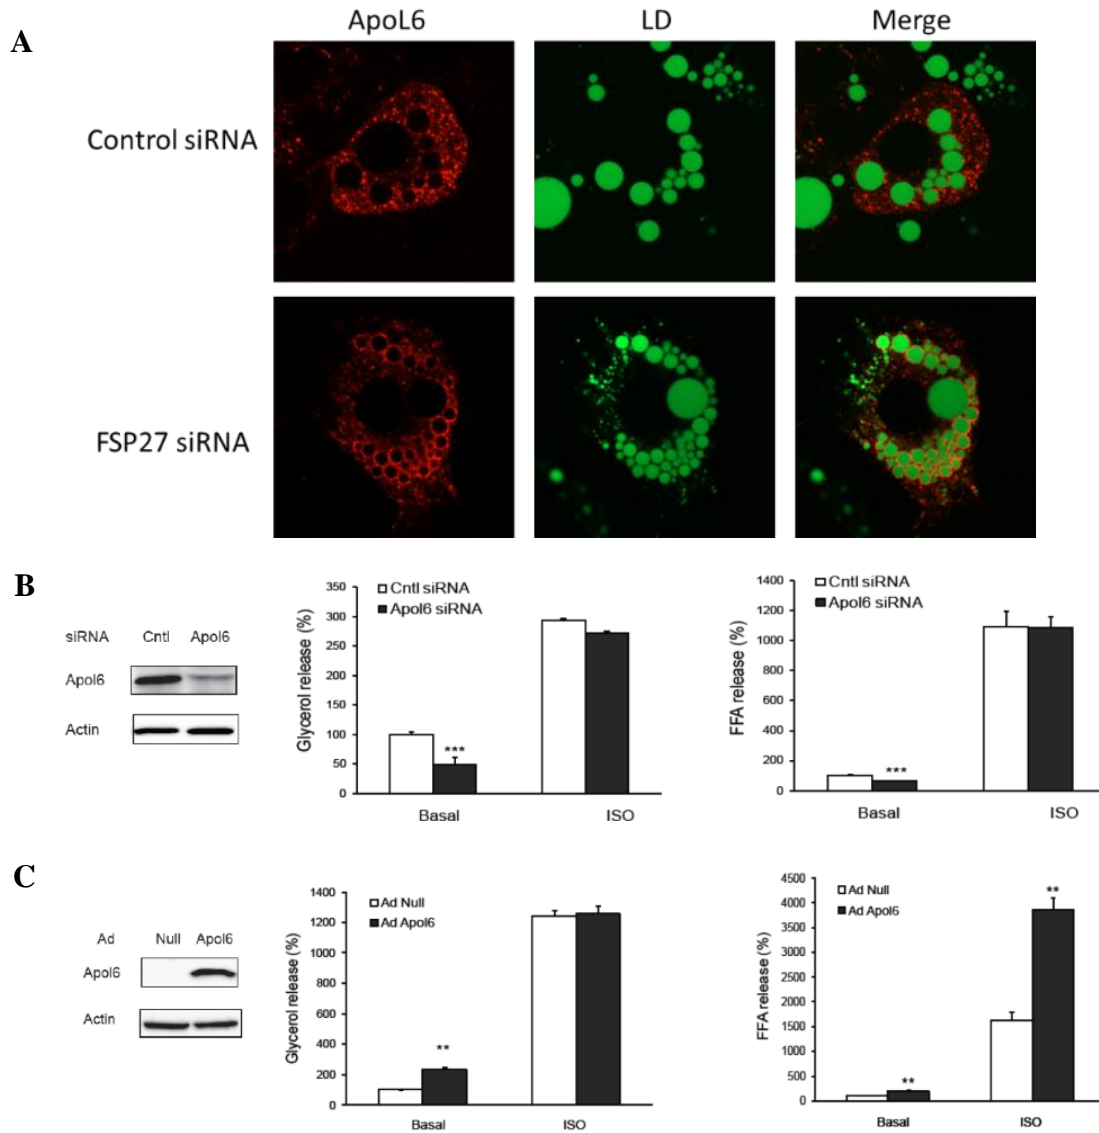 A
ApoL6 LD Merge
Control siRNA
FSP27 siRNA
B
siRNA Cntl Apol6
Apol6
Actin
Glycerol release (%)
350
300
250
200
150
100
50
0
Cntl siRNA
Apol6 siRNA
***
Basal ISO
FFA release (%)
1400
1200
1000
800
600
400
200
0
Cntl siRNA
Apol6 siRNA
***
Basal ISO
C
Ad Null Apol6
Apol6
Actin
Glycerol release (%)
1400
1200
1000
800
600
400
200
0
Ad Null
Ad Apol6
**
Basal ISO
FFA release (%)
4500
4000
3500
3000
2500
2000
1500
1000
500
0
Ad Null
Ad Apol6
**
**
Basal ISO